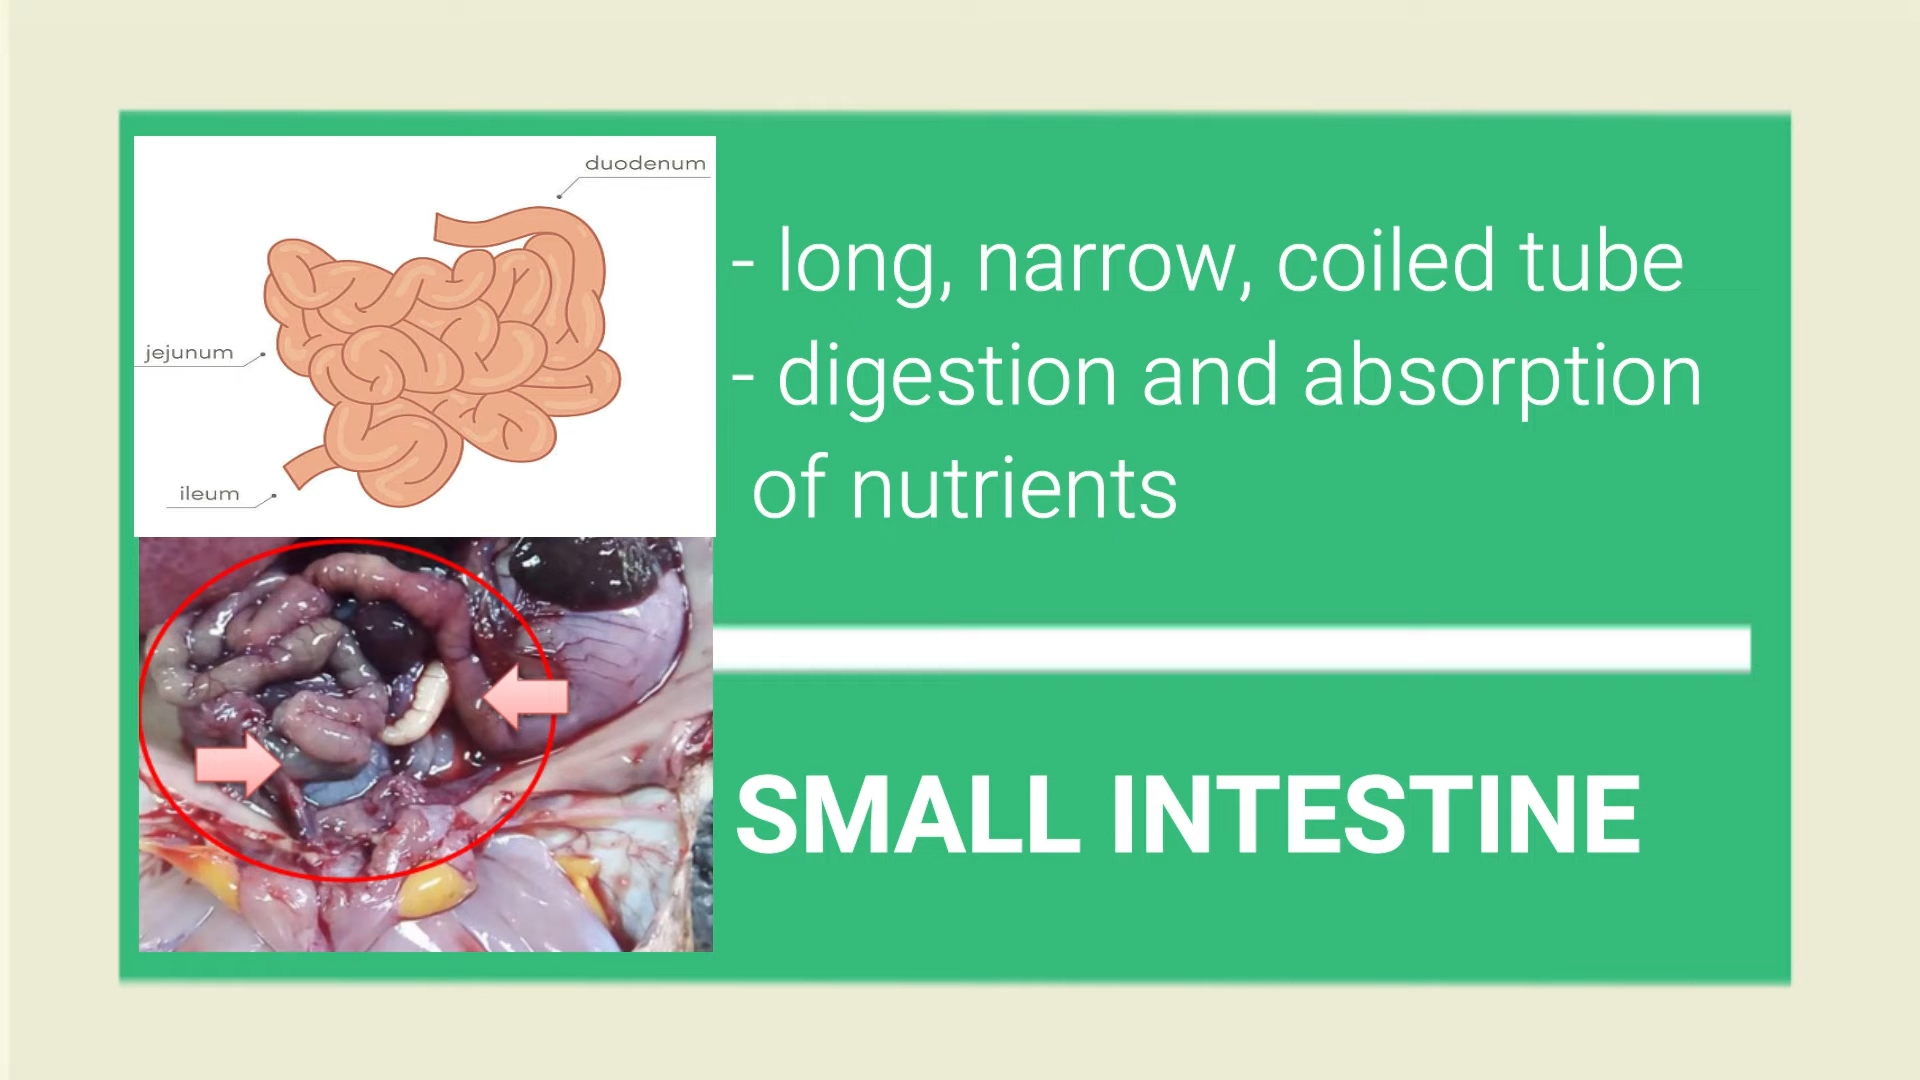 duodenum
jejunum
ileum
- long, narrow, coiled tube
- digestion and absorption
of nutrients
SMALL INTESTINE